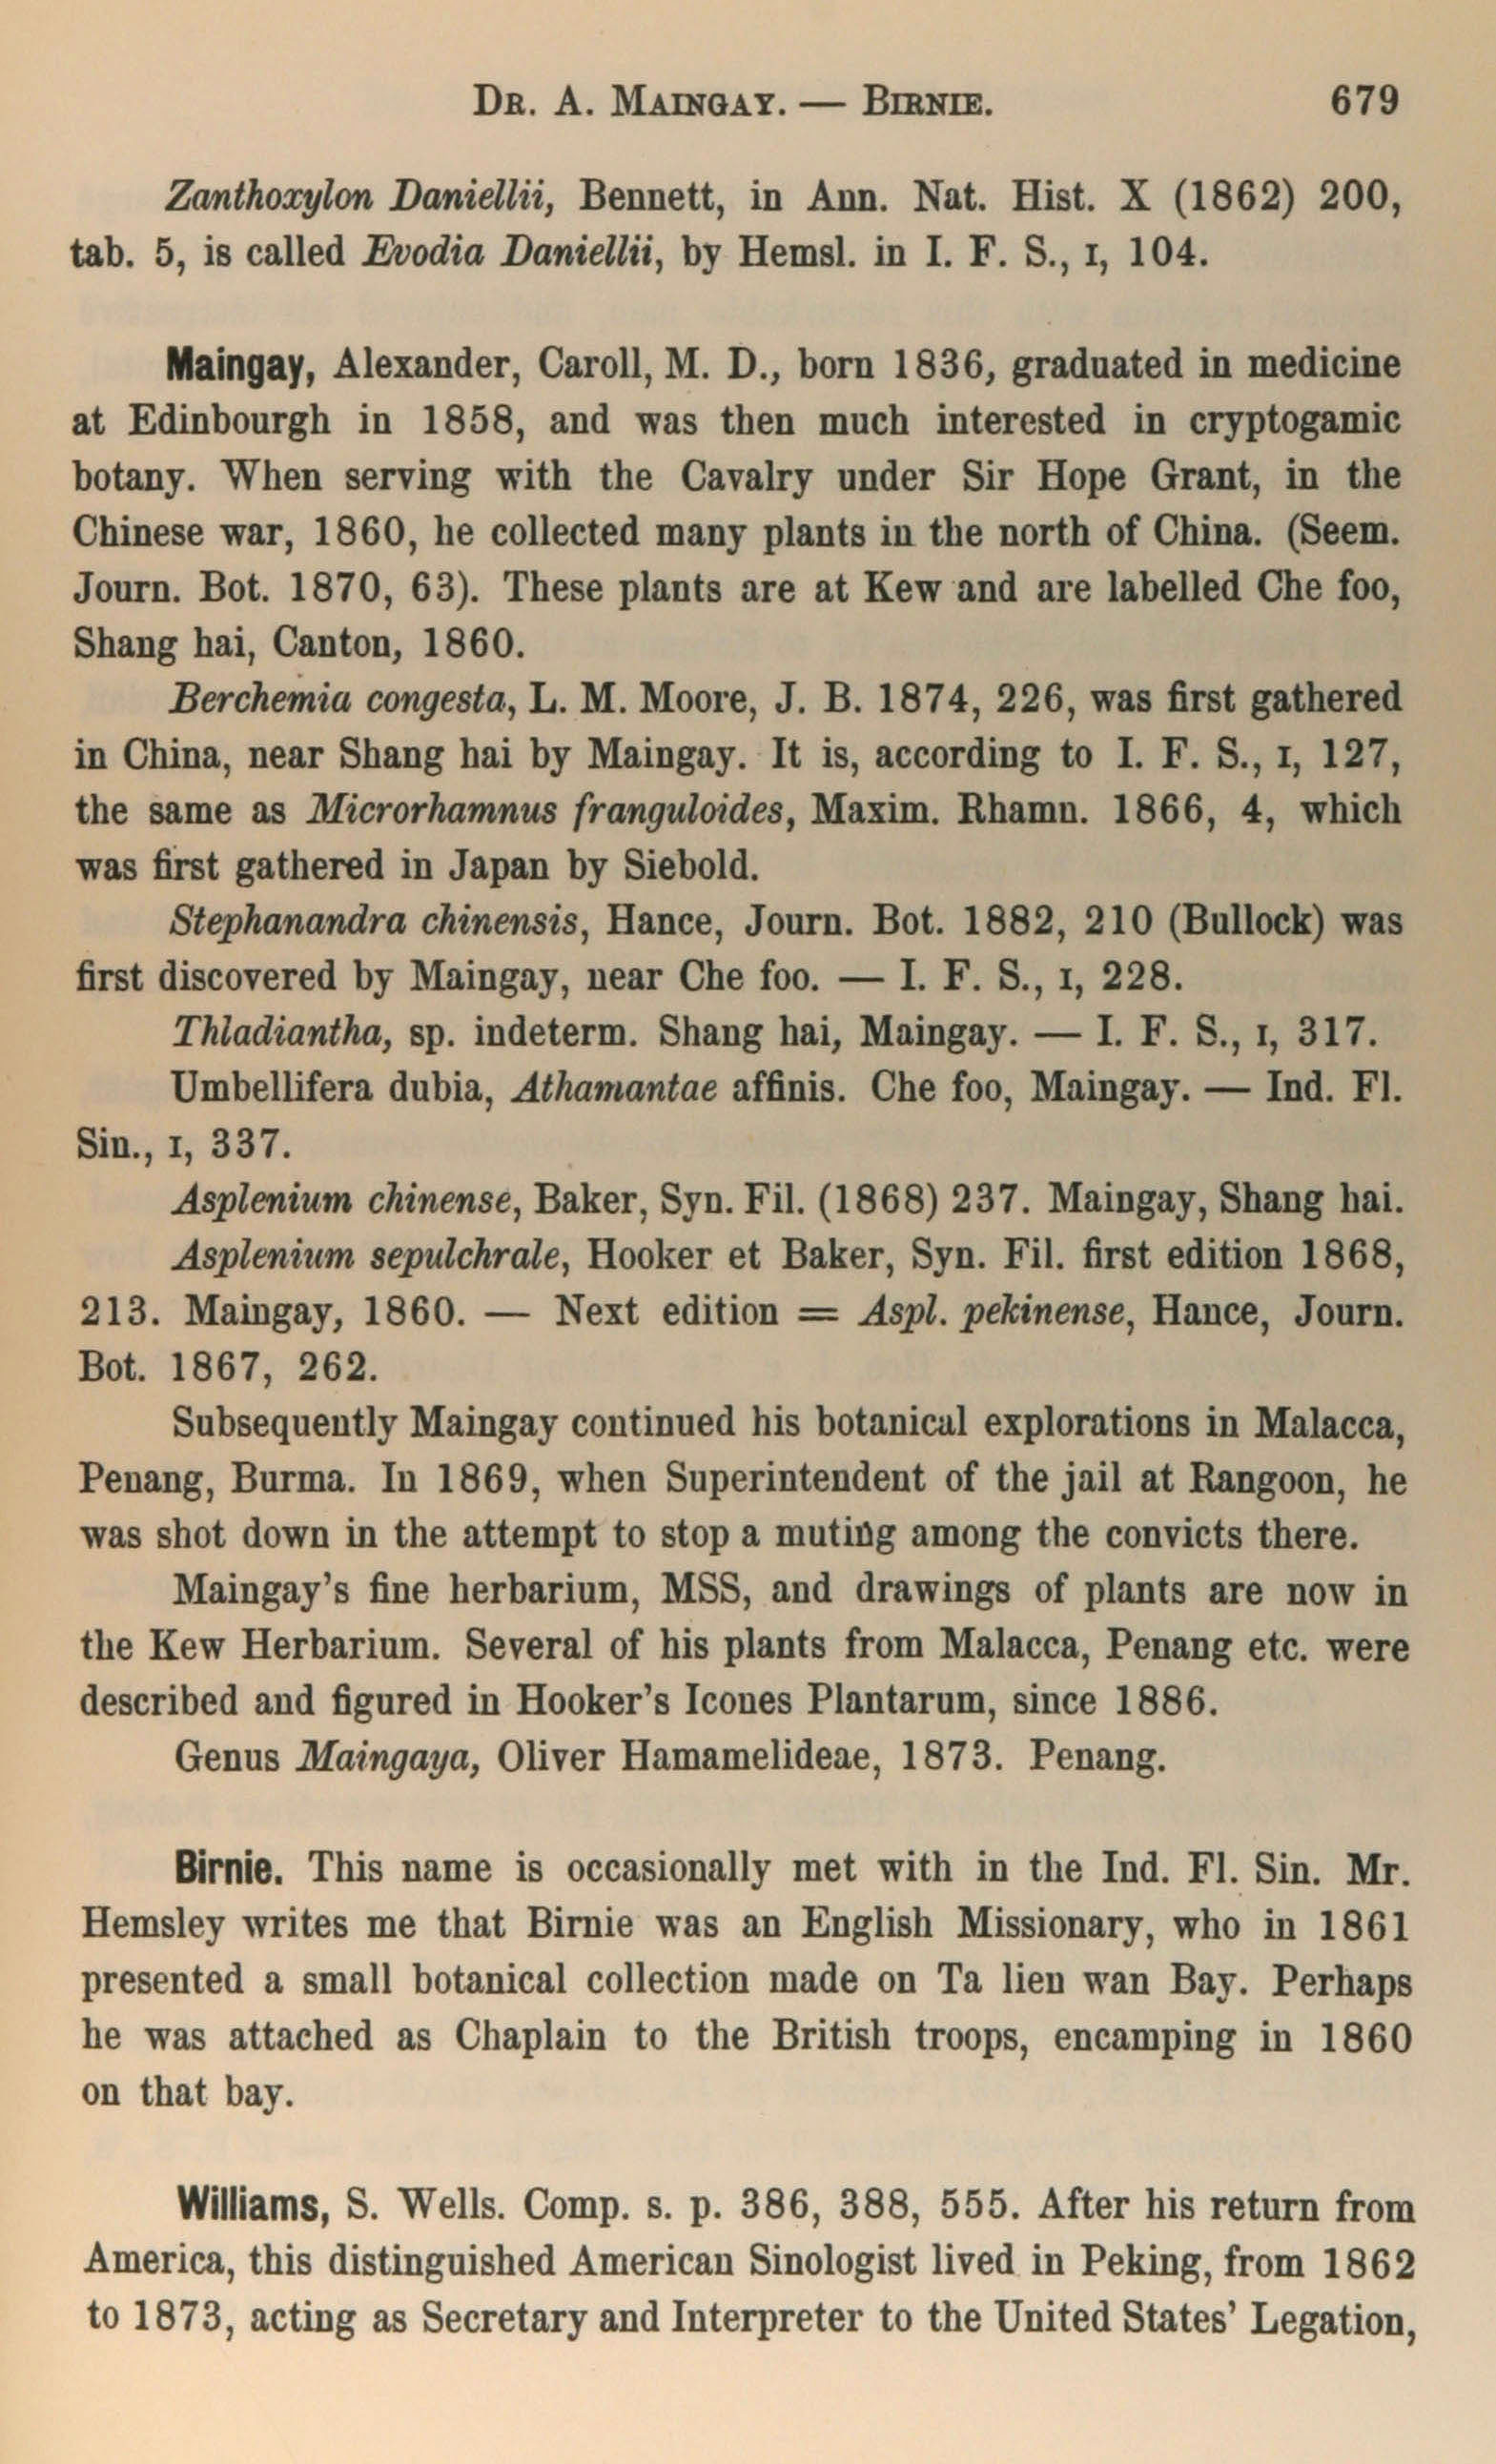 DR. A. MAINGAY. — BIRNIE. 679
Zanthoxylon Daniellii, Bennett, in Ann. Nat. Hist. X (1862) 200,
tab. 5, is called Evodia Daniellii, by Hemsl. in I. F. S., I, 104.
Maingay, Alexander, Caroll, M. D., born 1836, graduated in medicine
at Edinbourgh in 1858, and was then much interested in cryptogamic
botany. When serving with the Cavalry under Sir Hope Grant, in the
Chinese war, 1860, he collected many plants in the north of China. (Seem.
Journ. Bot. 1870, 63). These plants are at Kew and are labelled Che foo,
Shang hai, Canton, 1860.
Berchemia congesta, L. M. Moore, J. B. 1874, 226, was first gathered
in China, near Shang hai by Maingay. It is, according to I. F. S., I, 127,
the same as Microrhamnus franguloides, Maxim. Rhamn. 1866, 4, which
was first gathered in Japan by Siebold.
Stephanandra chinensis, Hance, Journ. Bot. 1882, 210 (Bullock) was
first discovered by Maingay, near Che foo. — I. F. S., I, 228.
Thladiantha, sp. indeterm. Shang hai, Maingay. — I. F. S., I, 317.
Umbellifera dubia, Athamantae affinis. Che foo, Maingay. — Ind. Fl.
Sin., I, 337.
Asplenium chinense, Baker, Syn. Fil. (1868) 237. Maingay, Shang hai.
Asplenium sepulchrale, Hooker et Baker, Syn. Fil. first edition 1868,
213. Maingay, 1860. — Next edition = Aspl. pekinense, Hance, Journ.
Bot. 1867, 262.
Subsequently Maingay continued his botanical explorations in Malacca,
Penang, Burma. In 1869, when Superintendent of the jail at Rangoon, he
was shot down in the attempt to stop a muting among the convicts there.
Maingay's fine herbarium, MSS, and drawings of plants are now in
the Kew Herbarium. Several of his plants from Malacca, Penang etc. were
described and figured in Hooker's Icones Plantarum, since 1886.
Genus Maingaya, Oliver Hamamelideae, 1873. Penang.
Birnie. This name is occasionally met with in the Ind. Fl. Sin. Mr.
Hemsley writes me that Birnie was an English Missionary, who in 1861
presented a small botanical collection made on Ta lien wan Bay. Perhaps
he was attached as Chaplain to the British troops, encamping in 1860
on that bay.
Williams, S. Wells. Comp. s. p. 386, 388, 555. After his return from
America, this distinguished American Sinologist lived in Peking, from 1862
to 1873, acting as Secretary and Interpreter to the United States' Legation,